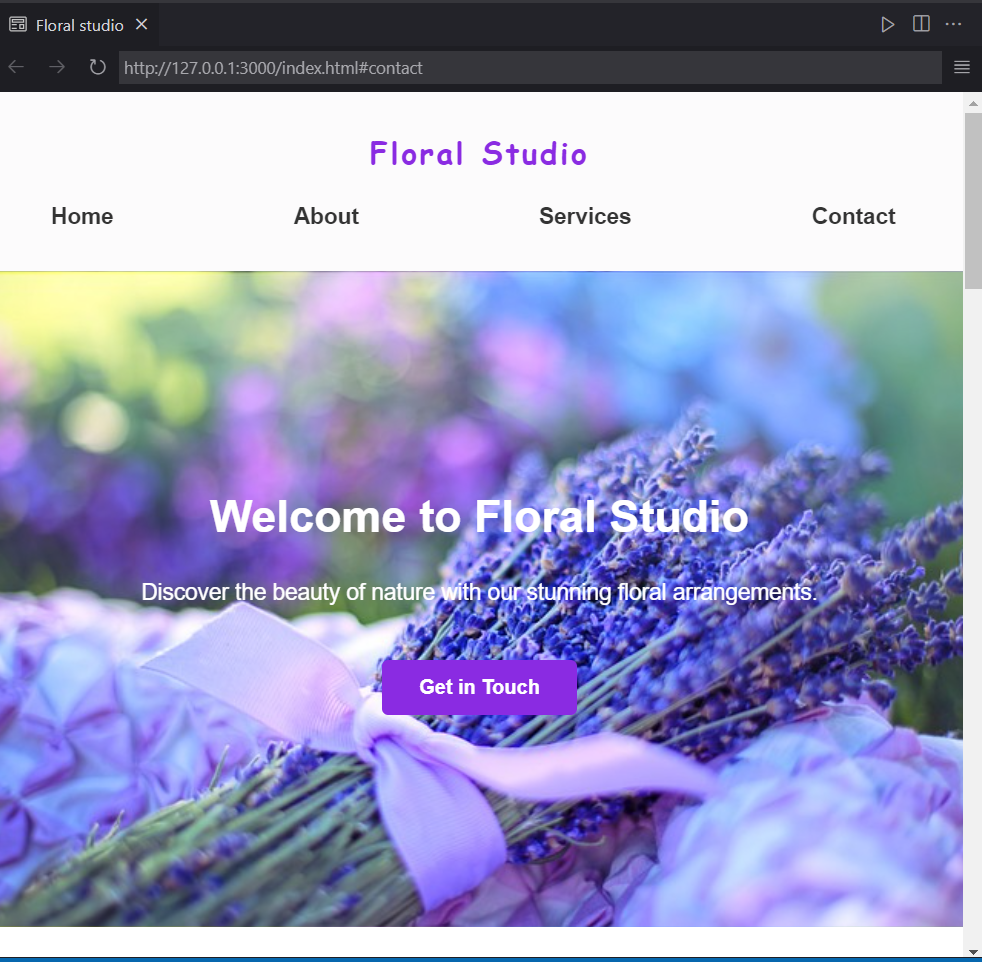 Floral studio
http://127.0.0.1:3000/index.html#contact
Floral Studio
Home About Services Contact
Welcome to Floral Studio
Discover the beauty of nature with our stunning floral arrangements.
Get in Touch